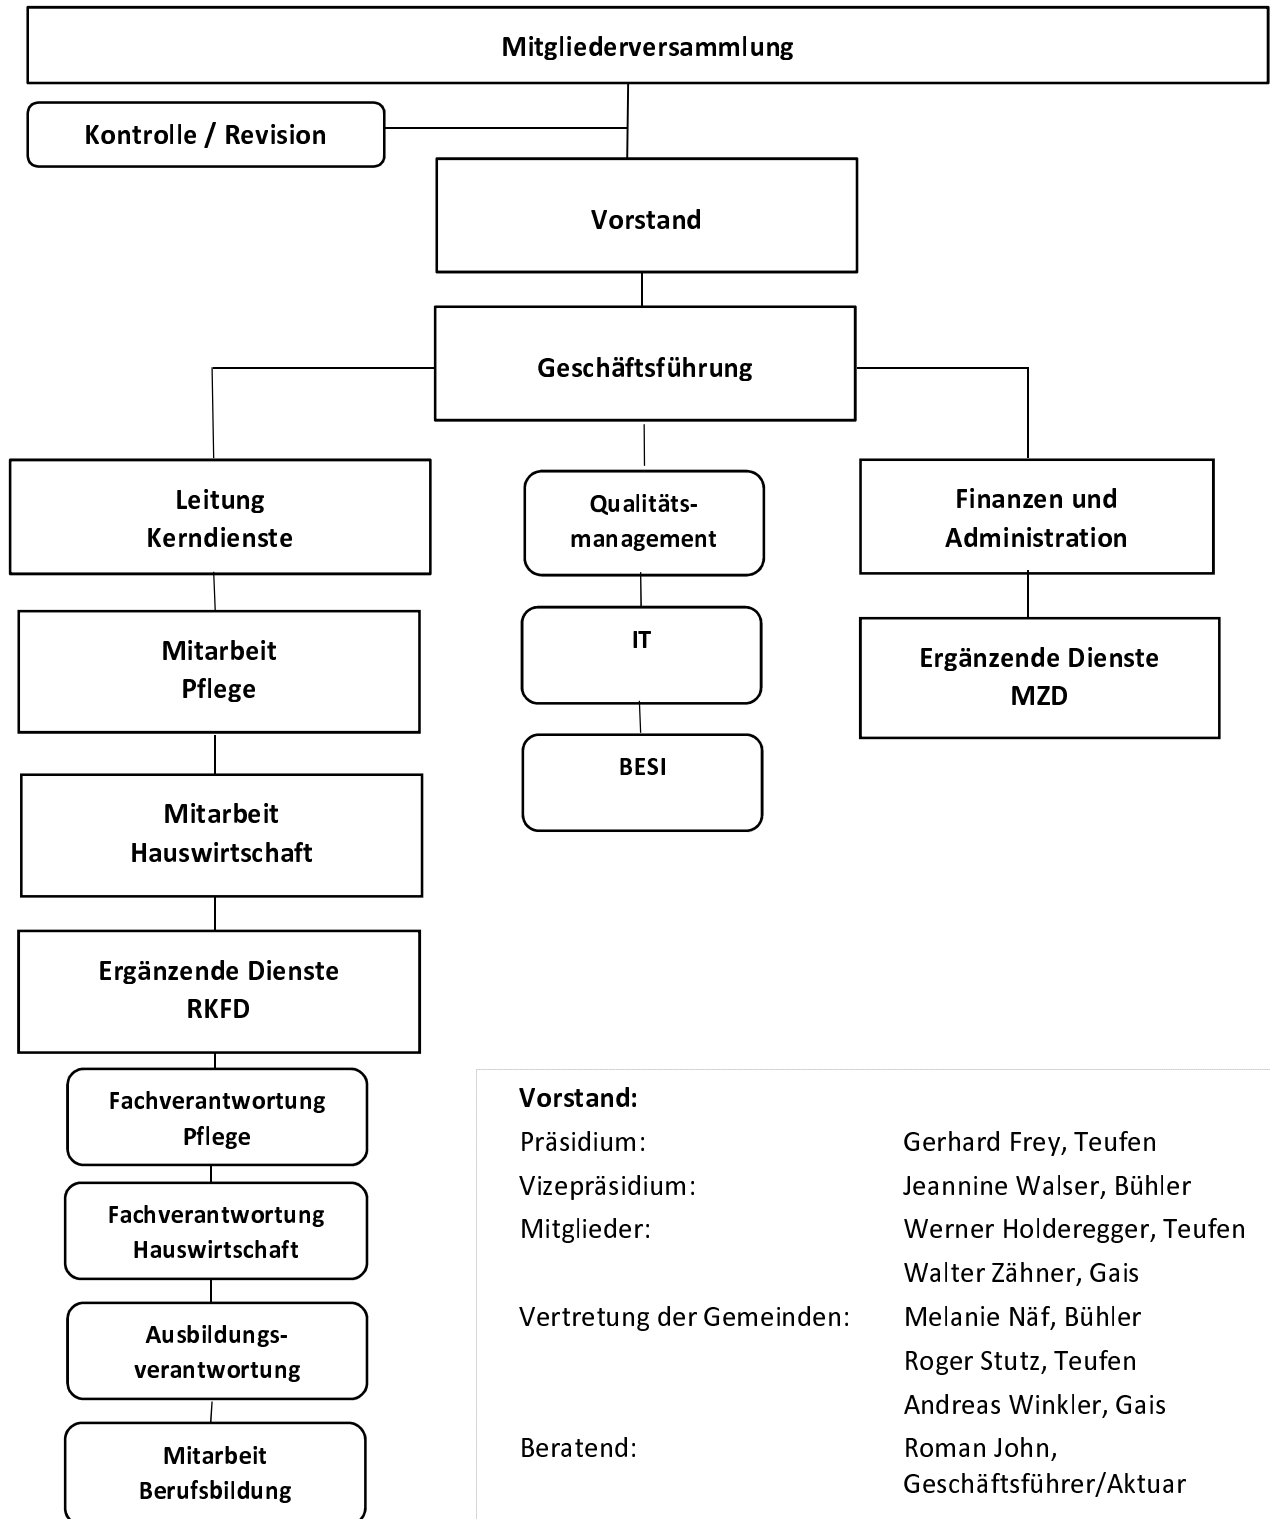 Mitgliederversammlung
Kontrolle / Revision
Vorstand
Geschäftsführung
Leitung
Kerndienste
Qualitäts-
management
Finanzen und
Administration
Mitarbeit
Pflege
IT
Ergänzende Dienste
MZD
BESI
Mitarbeit
Hauswirtschaft
Ergänzende Dienste
RKFD
Fachverantwortung
Pflege
Fachverantwortung
Hauswirtschaft
Ausbildungs-
verantwortung
Mitarbeit
Berufsbildung
Vorstand:
Präsidium: Gerhard Frey, Teufen
Vizepräsidium: Jeannine Walser, Bühler
Mitglieder: Werner Holderegger, Teufen
Walter Zähner, Gais
Vertretung der Gemeinden: Melanie Näf, Bühler
Roger Stutz, Teufen
Andreas Winkler, Gais
Beratend: Roman John,
Geschäftsführer/Aktuar